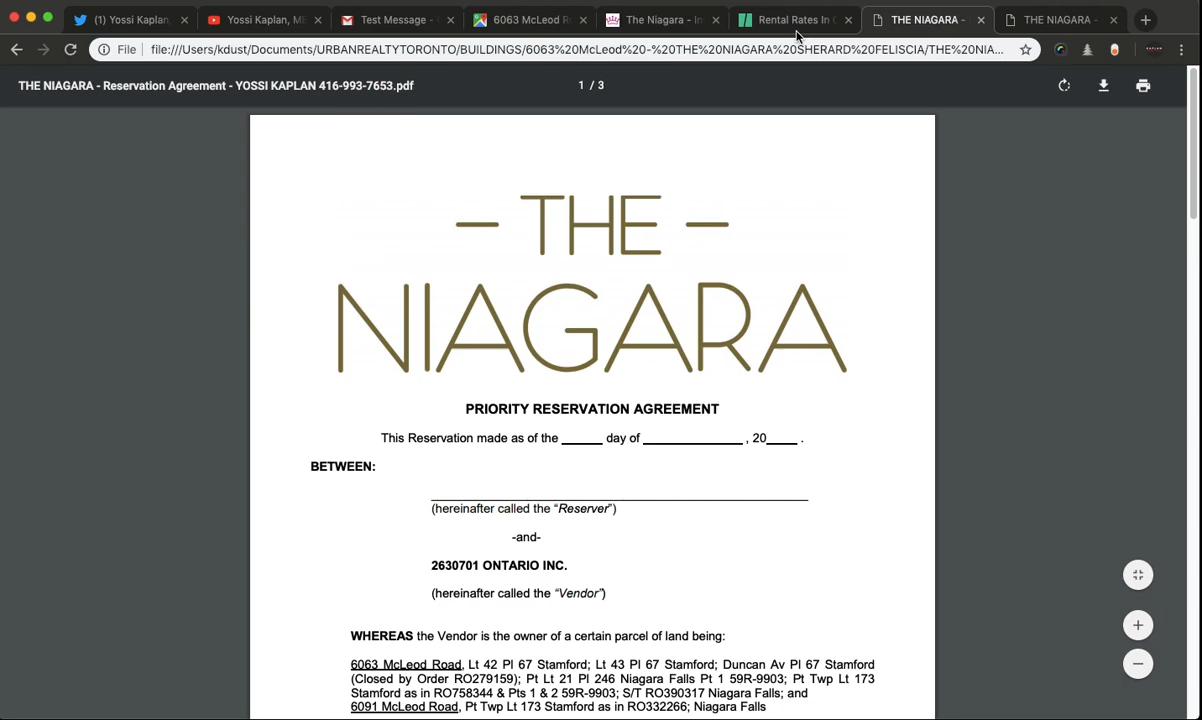 (1) Yossi Kaplan,
Yossi Kaplan, MB
Test Message -
6063 McLeod R
The Niagara - In
Rental Rates In
THE NIAGARA -
THE NIAGARA -
File
file:///Users/kdust/Documents/URBANREALTYTORONTO/BUILDINGS/6063%20McLeod%20-%20THE%20NIAGARA%20SHERARD%20FELISCIA/THE%20NIA...
THE NIAGARA - Reservation Agreement - YOSSI KAPLAN 416-993-7653.pdf
1 / 3
- THE -
NIAGARA
PRIORITY RESERVATION AGREEMENT
This Reservation made as of the ______ day of _______________ , 20_____ .
BETWEEN:
(hereinafter called the “Reserver”)
-and-
2630701 ONTARIO INC.
(hereinafter called the “Vendor”)
WHEREAS the Vendor is the owner of a certain parcel of land being:
6063 McLeod Road, Lt 42 Pl 67 Stamford; Lt 43 Pl 67 Stamford; Duncan Av Pl 67 Stamford
(Closed by Order RO279159); Pt Lt 21 Pl 246 Niagara Falls Pt 1 59R-9903; Pt Twp Lt 173
Stamford as in RO758344 & Pts 1 & 2 59R-9903; S/T RO390317 Niagara Falls; and
6091 McLeod Road, Pt Twp Lt 173 Stamford as in RO332266; Niagara Falls